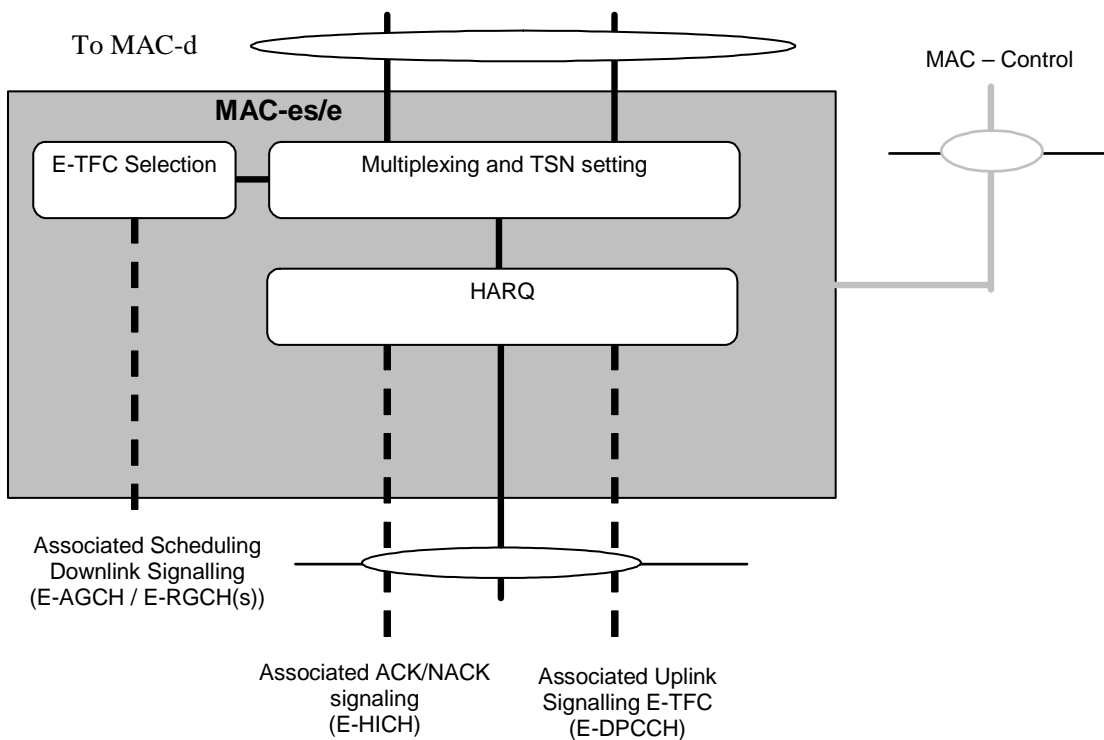 To MAC-d
MAC – Control
MAC-es/e
E-TFC Selection
Multiplexing and TSN setting
HARQ
Associated Scheduling
Downlink Signalling
(E-AGCH / E-RGCH(s))
Associated ACK/NACK
signaling
(E-HICH)
Associated Uplink
Signalling E-TFC
(E-DPCCH)